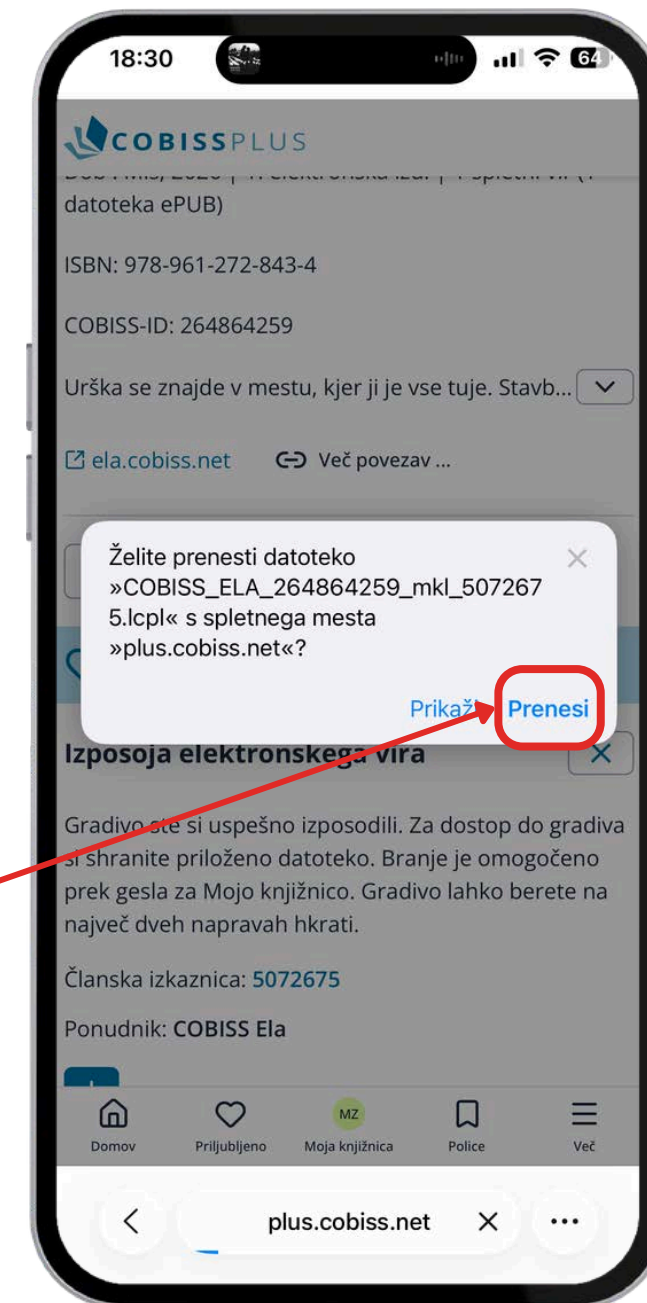 18:30
64
COBISSPLUS
datoteka ePUB)
ISBN: 978-961-272-843-4
COBISS-ID: 264864259
Urška se znajde v mestu, kjer ji je vse tuje. Stavb...
ela.cobiss.net Več povezav ...
Želite prenesti datoteko
»COBISS_ELA_264864259_mkl_507267
5.lcpl« s spletnega mesta
»plus.cobiss.net«?
Prikaži Prenesi
Izposoja elektronskega vira
Gradivo ste si uspešno izposodili. Za dostop do gradiva
si shranite priloženo datoteko. Branje je omogočeno
prek gesla za Mojo knjižnico. Gradivo lahko berete na
največ dveh napravah hkrati.
Članska izkaznica: 5072675
Ponudnik: COBISS Ela
MZ
Domov Priljubljeno Moja knjižnica Police Več
plus.cobiss.net